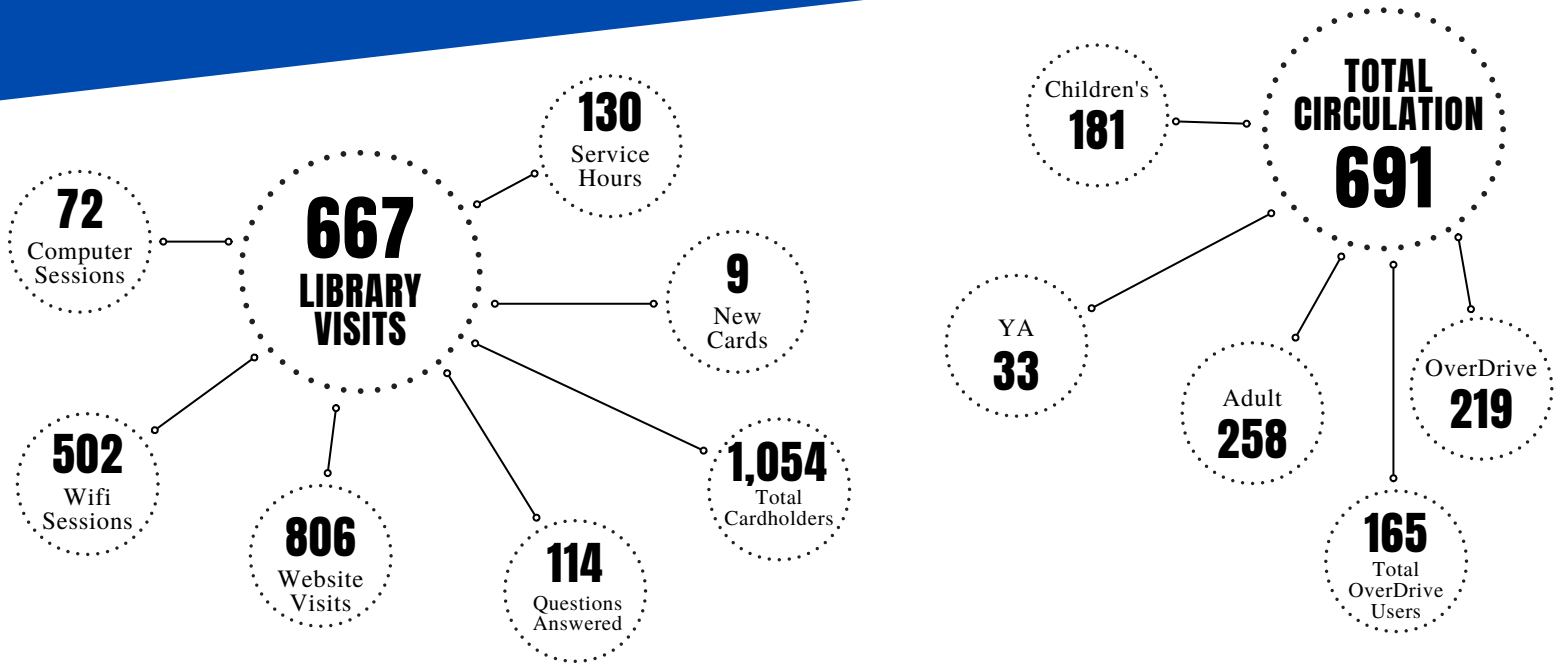 667
LIBRARY
VISITS
130
Service
Hours
72
Computer
Sessions
9
New
Cards
1,054
Total
Cardholders
502
Wifi
Sessions
806
Website
Visits
114
Questions
Answered
TOTAL
CIRCULATION
691
Children's
181
YA
33
Adult
258
OverDrive
219
165
Total
OverDrive
Users